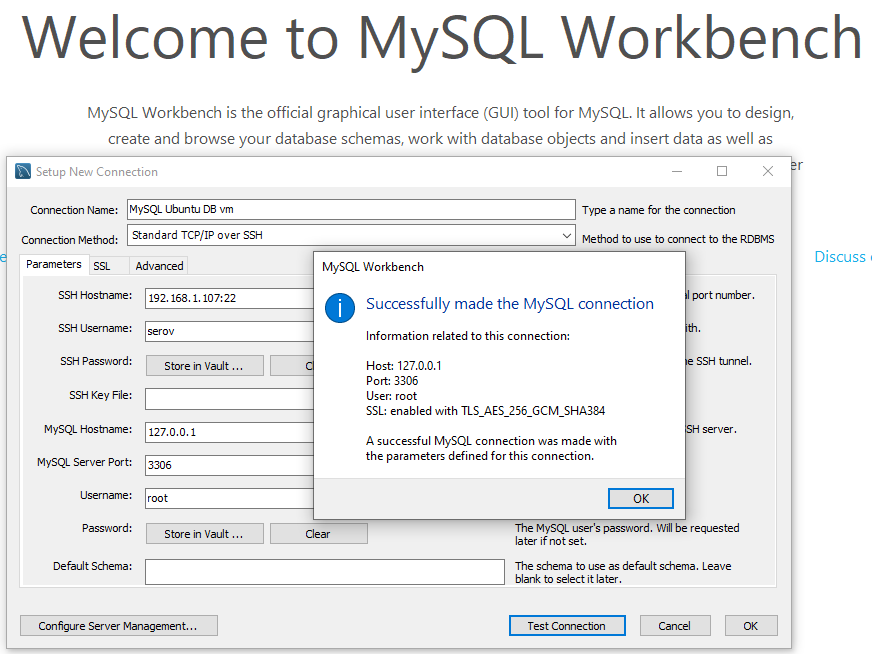 Welcome to MySQL Workbench
MySQL Workbench is the official graphical user interface (GUI) tool for MySQL. It allows you to design,
create and browse your database schemas, work with database objects and insert data as well as
Setup New Connection
Connection Name: MySQL Ubuntu DB vm Type a name for the connection
Connection Method: Standard TCP/IP over SSH Method to use to connect to the RDBMS
Discuss
Parameters SSL Advanced
MySQL Workbench
SSH Hostname: 192.168.1.107:22 port number.
Successfully made the MySQL connection
SSH Username: serov
Information related to this connection:
SSH Password: Store in Vault ... SSH tunnel.
Host: 127.0.0.1
Port: 3306
SSH Key File:
User: root
SSL: enabled with TLS_AES_256_GCM_SHA384
MySQL Hostname: 127.0.0.1 server.
A successful MySQL connection was made with
the parameters defined for this connection.
MySQL Server Port: 3306
Username: root
OK
Password: Store in Vault ... Clear The MySQL user's password. Will be requested
later if not set.
Default Schema: The schema to use as default schema. Leave
blank to select it later.
Configure Server Management... Test Connection Cancel OK